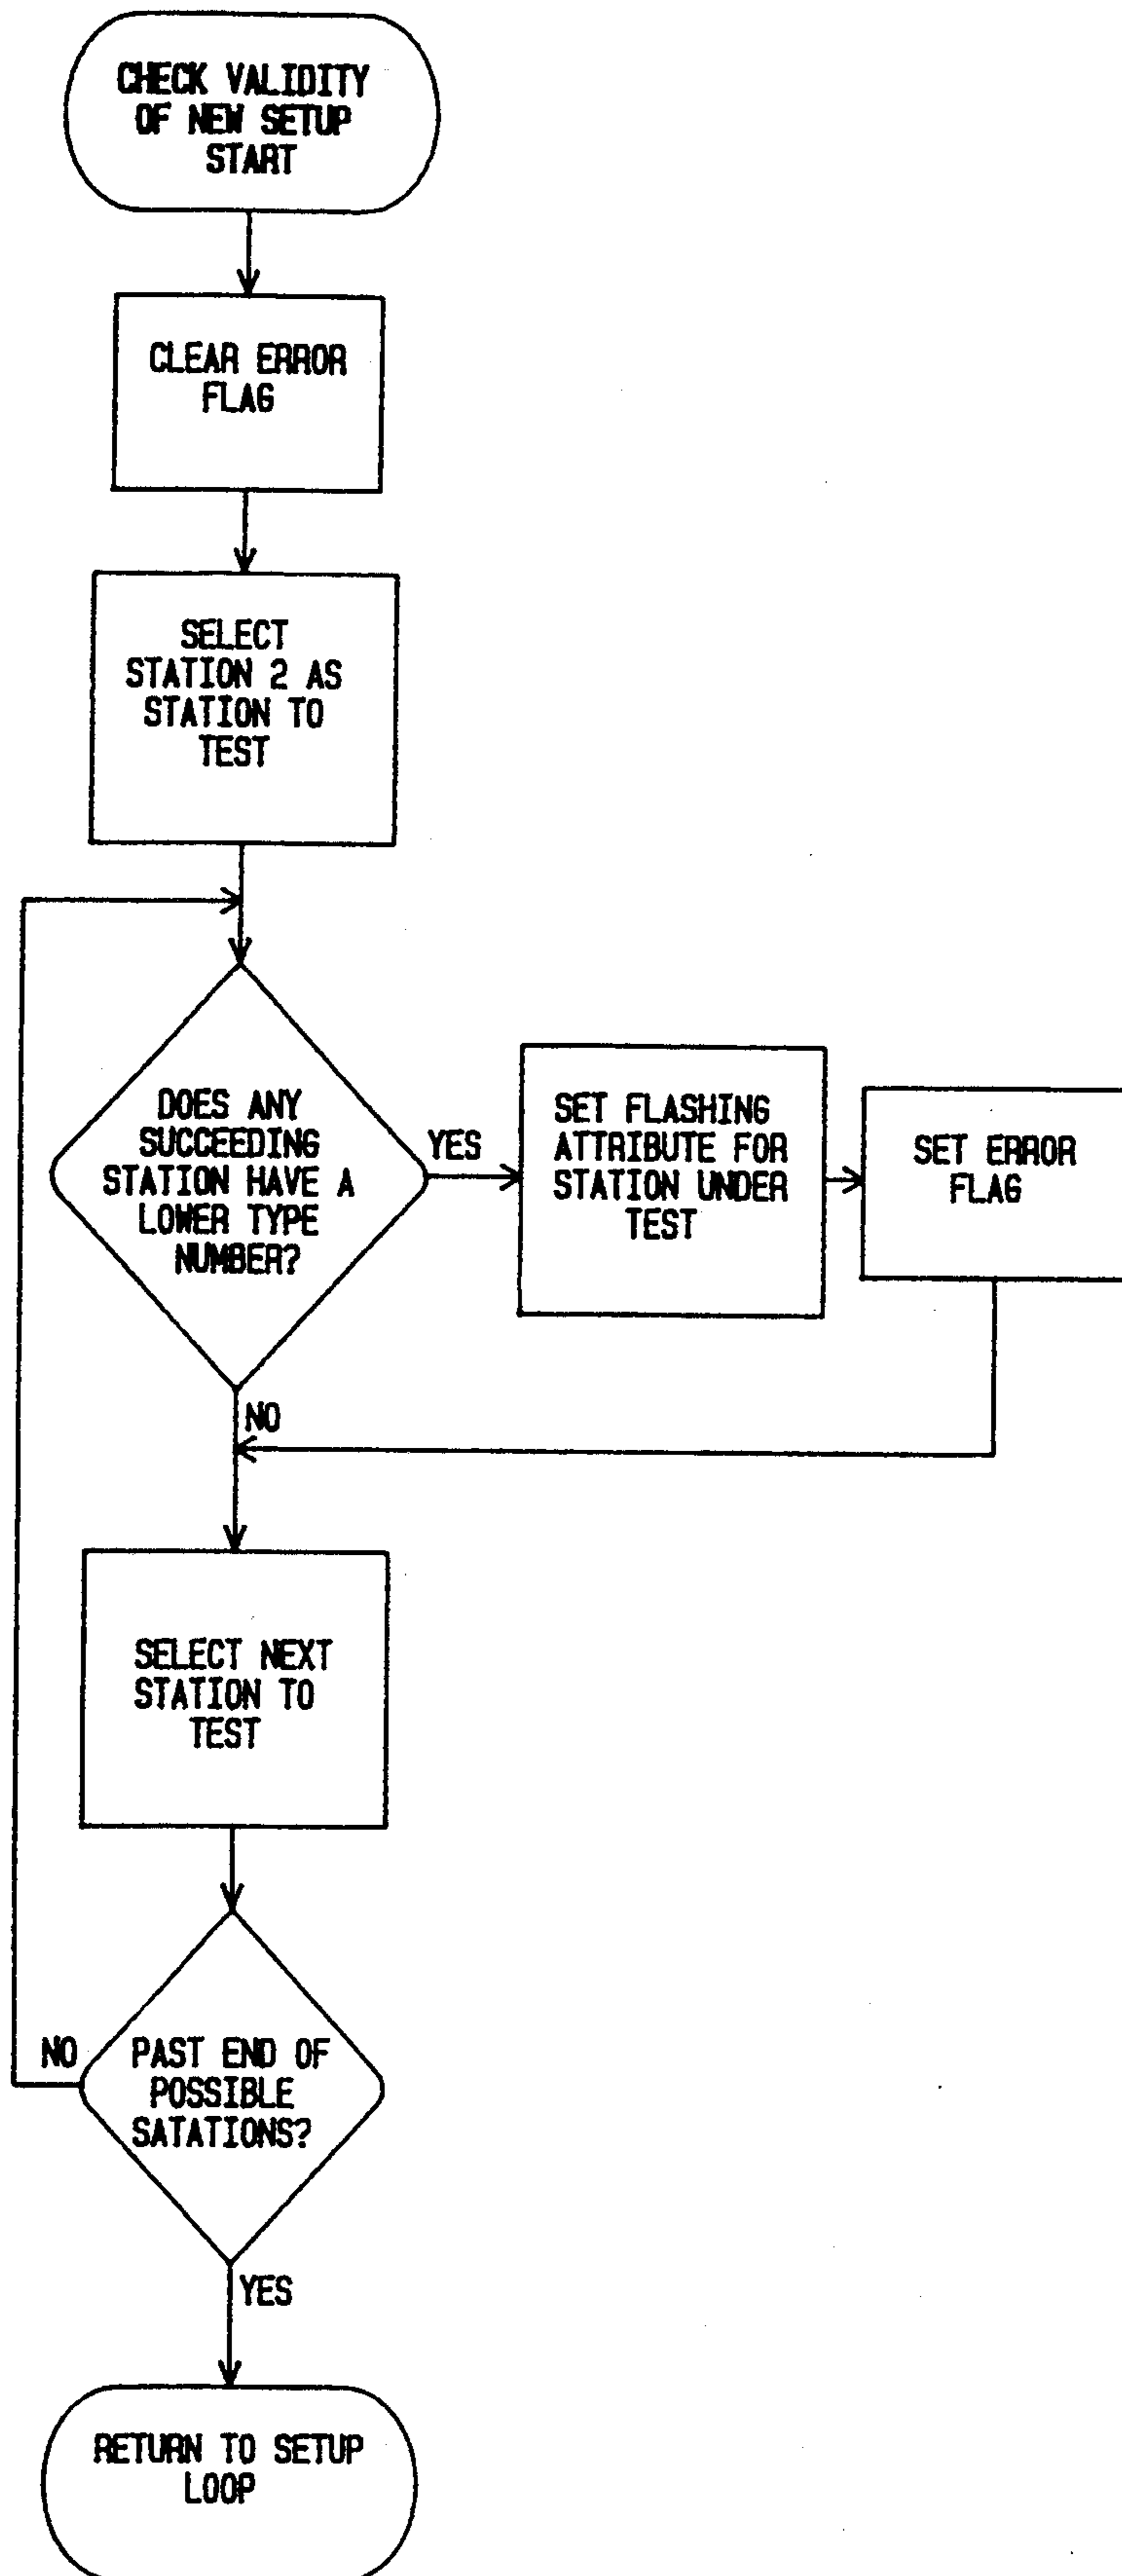 CHECK VALIDITY
OF NEW SETUP
START
CLEAR ERROR
FLAG
SELECT
STATION 2 AS
STATION TO
TEST
DOES ANY
SUCCEEDING
STATION HAVE A
LOWER TYPE
NUMBER?
YES
SET FLASHING
ATTRIBUTE FOR
STATION UNDER
TEST
SET ERROR
FLAG
NO
SELECT NEXT
STATION TO
TEST
NO
PAST END OF
POSSIBLE
SATATIONS?
YES
RETURN TO SETUP
LOOP